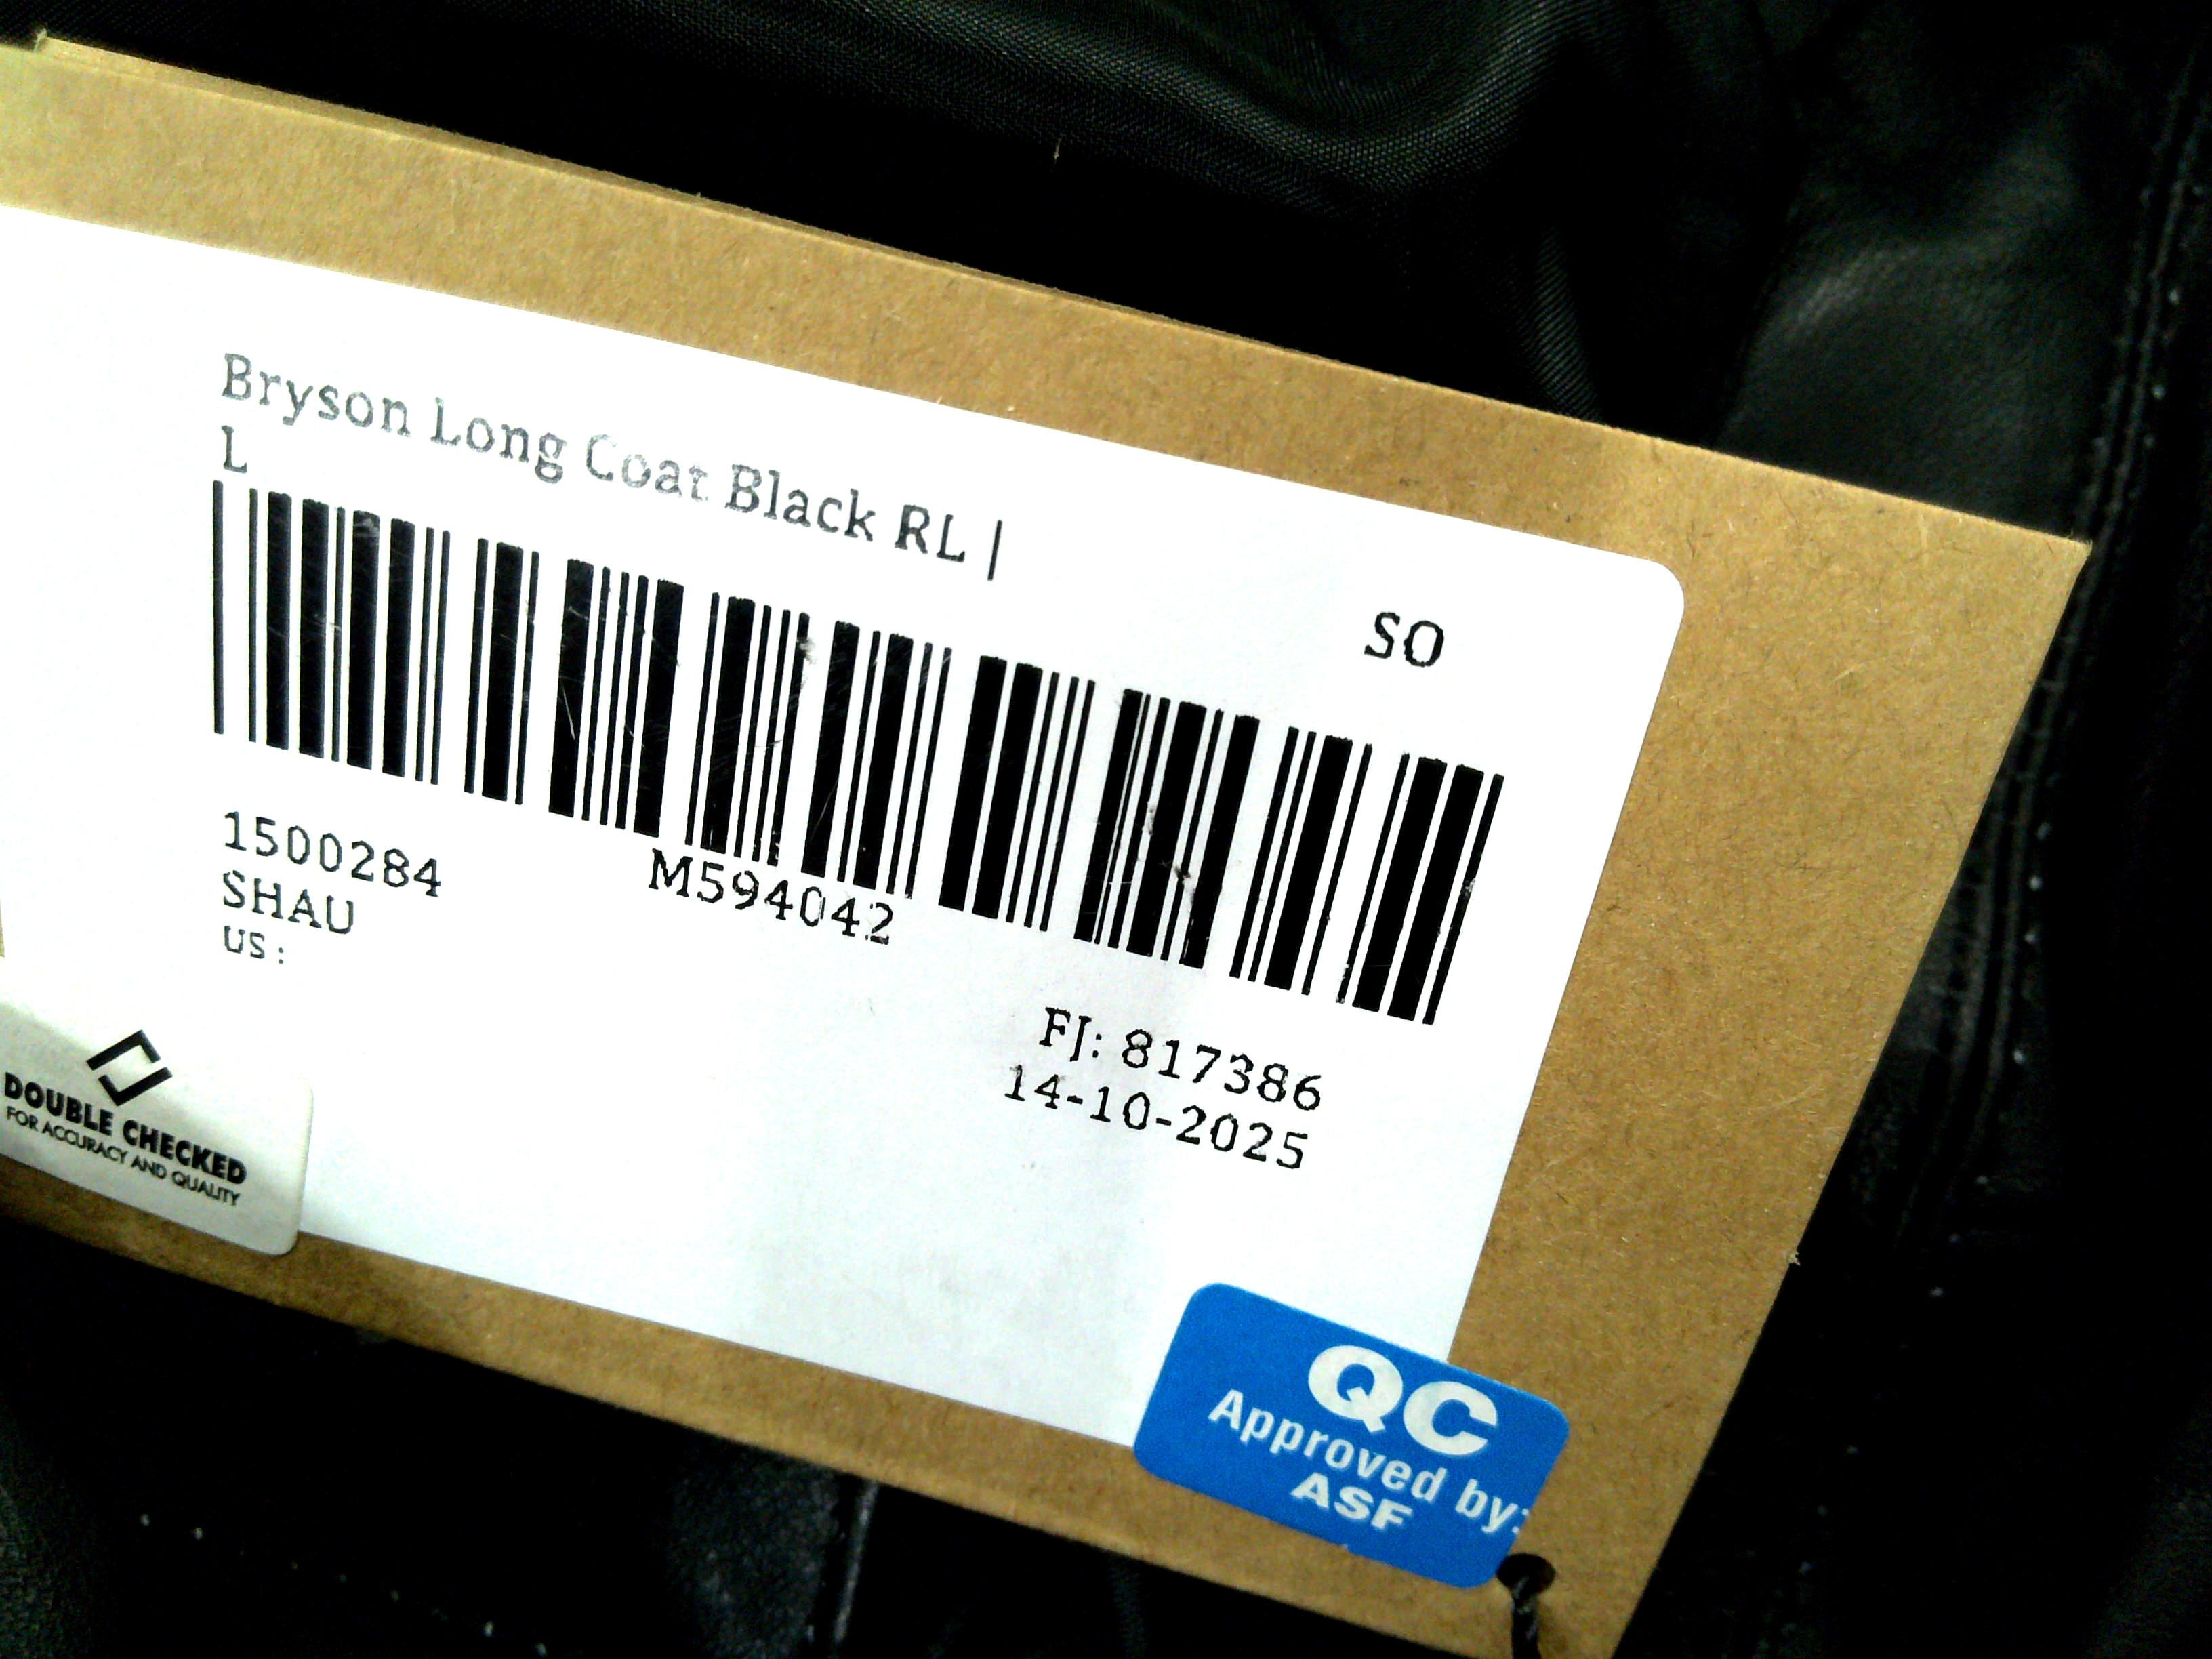 Bryson Long Coat Black RL |
L
SO
1500284
M594042
SHAU
US:
FJ: 817386
14-10-2025
DOUBLE CHECKED
FOR ACCURACY AND QUALITY
QC
Approved by:
ASF